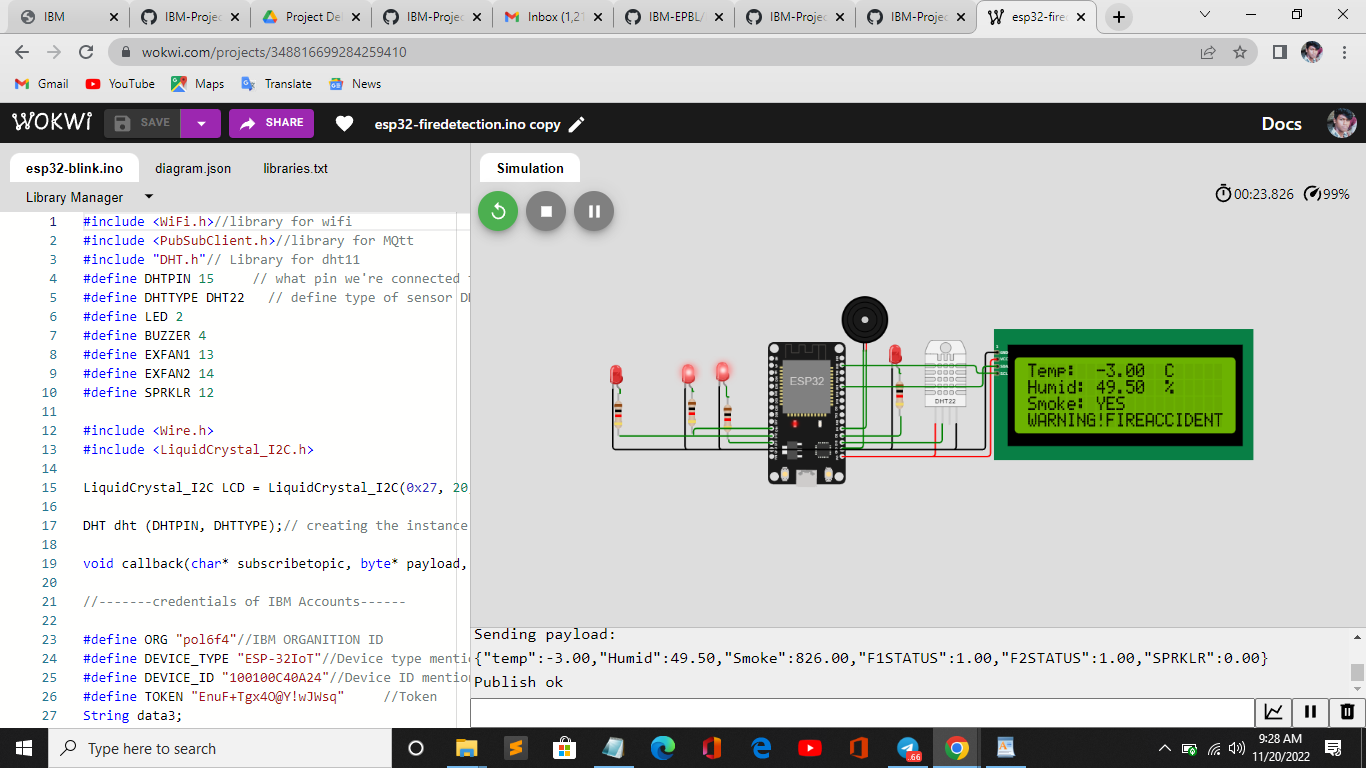 IBM
IBM-Projec
Project Del
IBM-Projec
Inbox (1,21
IBM-EPBL/
IBM-Projec
IBM-Projec
esp32-fire
wokwi.com/projects/348816699284259410
Gmail
YouTube
Maps
Translate
News
WOKWI
SAVE
SHARE
esp32-firedetection.ino copy
Docs
esp32-blink.ino
diagram.json
libraries.txt
Library Manager
1 #include <WiFi.h>//library for wifi
2 #include <PubSubClient.h>//library for MQtt
3 #include "DHT.h"// Library for dht11
4 #define DHTPIN 15     // what pin we're connected
5 #define DHTTYPE DHT22   // define type of sensor D
6 #define LED 2
7 #define BUZZER 4
8 #define EXFAN1 13
9 #define EXFAN2 14
10 #define SPRKLR 12
11
12 #include <Wire.h>
13 #include <LiquidCrystal_I2C.h>
14
15 LiquidCrystal_I2C LCD = LiquidCrystal_I2C(0x27, 20
16
17 DHT dht (DHTPIN, DHTTYPE);// creating the instance
18
19 void callback(char* subscribetopic, byte* payload,
20
21 //-------credentials of IBM Accounts------
22
23 #define ORG "pol6f4"//IBM ORGANITION ID
24 #define DEVICE_TYPE "ESP-32IoT"//Device type mentio
25 #define DEVICE_ID "100100C40A24"//Device ID mention
26 #define TOKEN "EnuF+Tgx4O@Y!wJWsq"     //Token
27 String data3;
Simulation
00:23.826
99%
ESP32
DHT22
Temp:  -3.00  C
Humid: 49.50  %
Smoke: YES
WARNING!FIREACCIDENT
Sending payload:
{"temp":-3.00,"Humid":49.50,"Smoke":826.00,"F1STATUS":1.00,"F2STATUS":1.00,"SPRKLR":0.00}
Publish ok
Type here to search
66
9:28 AM
11/20/2022